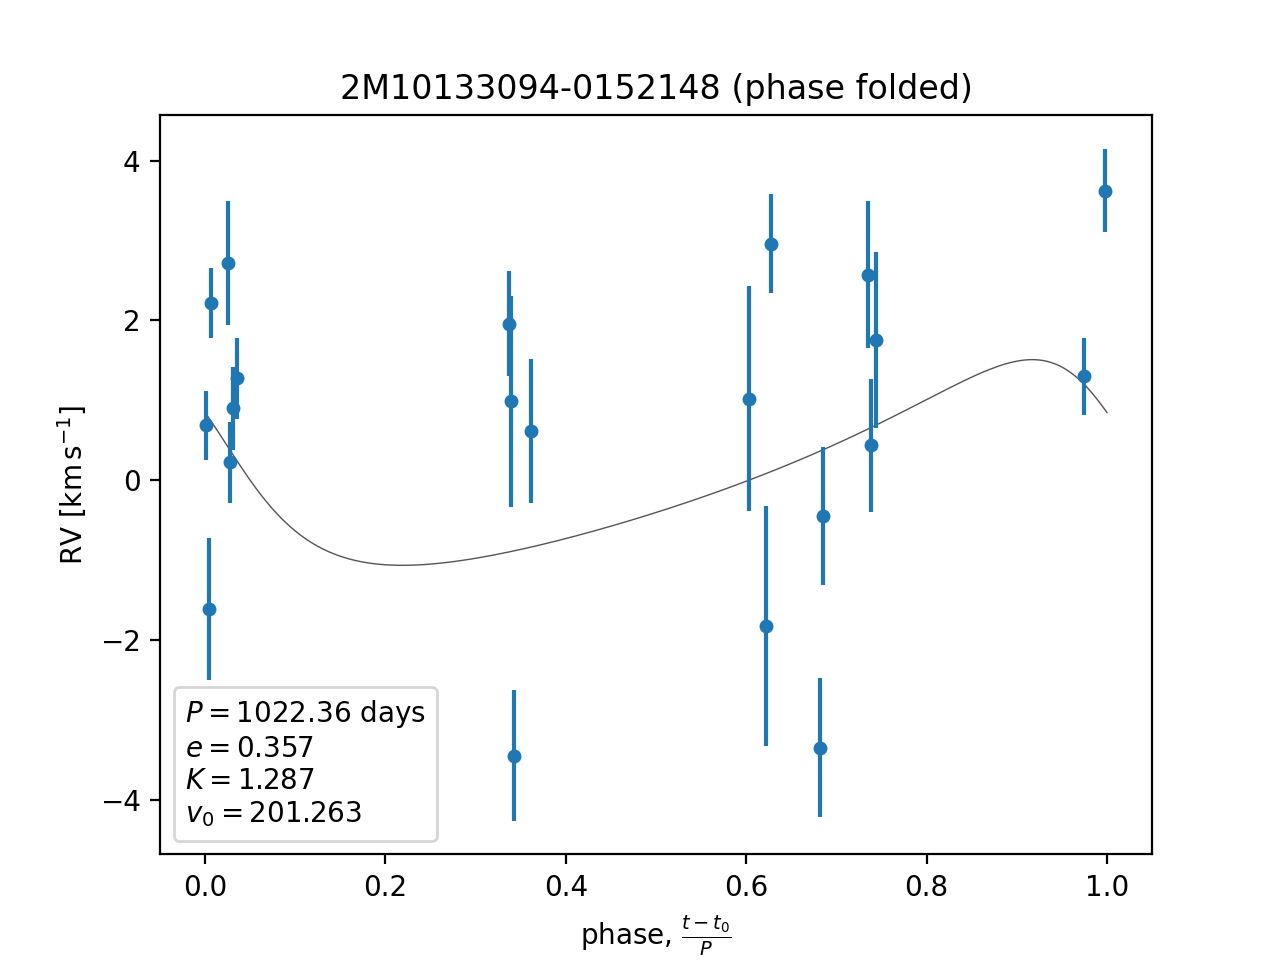 2M10133094-0152148 (phase folded)
RV [km s⁻¹]
4
2
0
−2
−4
P = 1022.36 days
e = 0.357
K = 1.287
v₀ = 201.263
0.0 0.2 0.4 0.6 0.8 1.0
phase, (t − t₀)/P